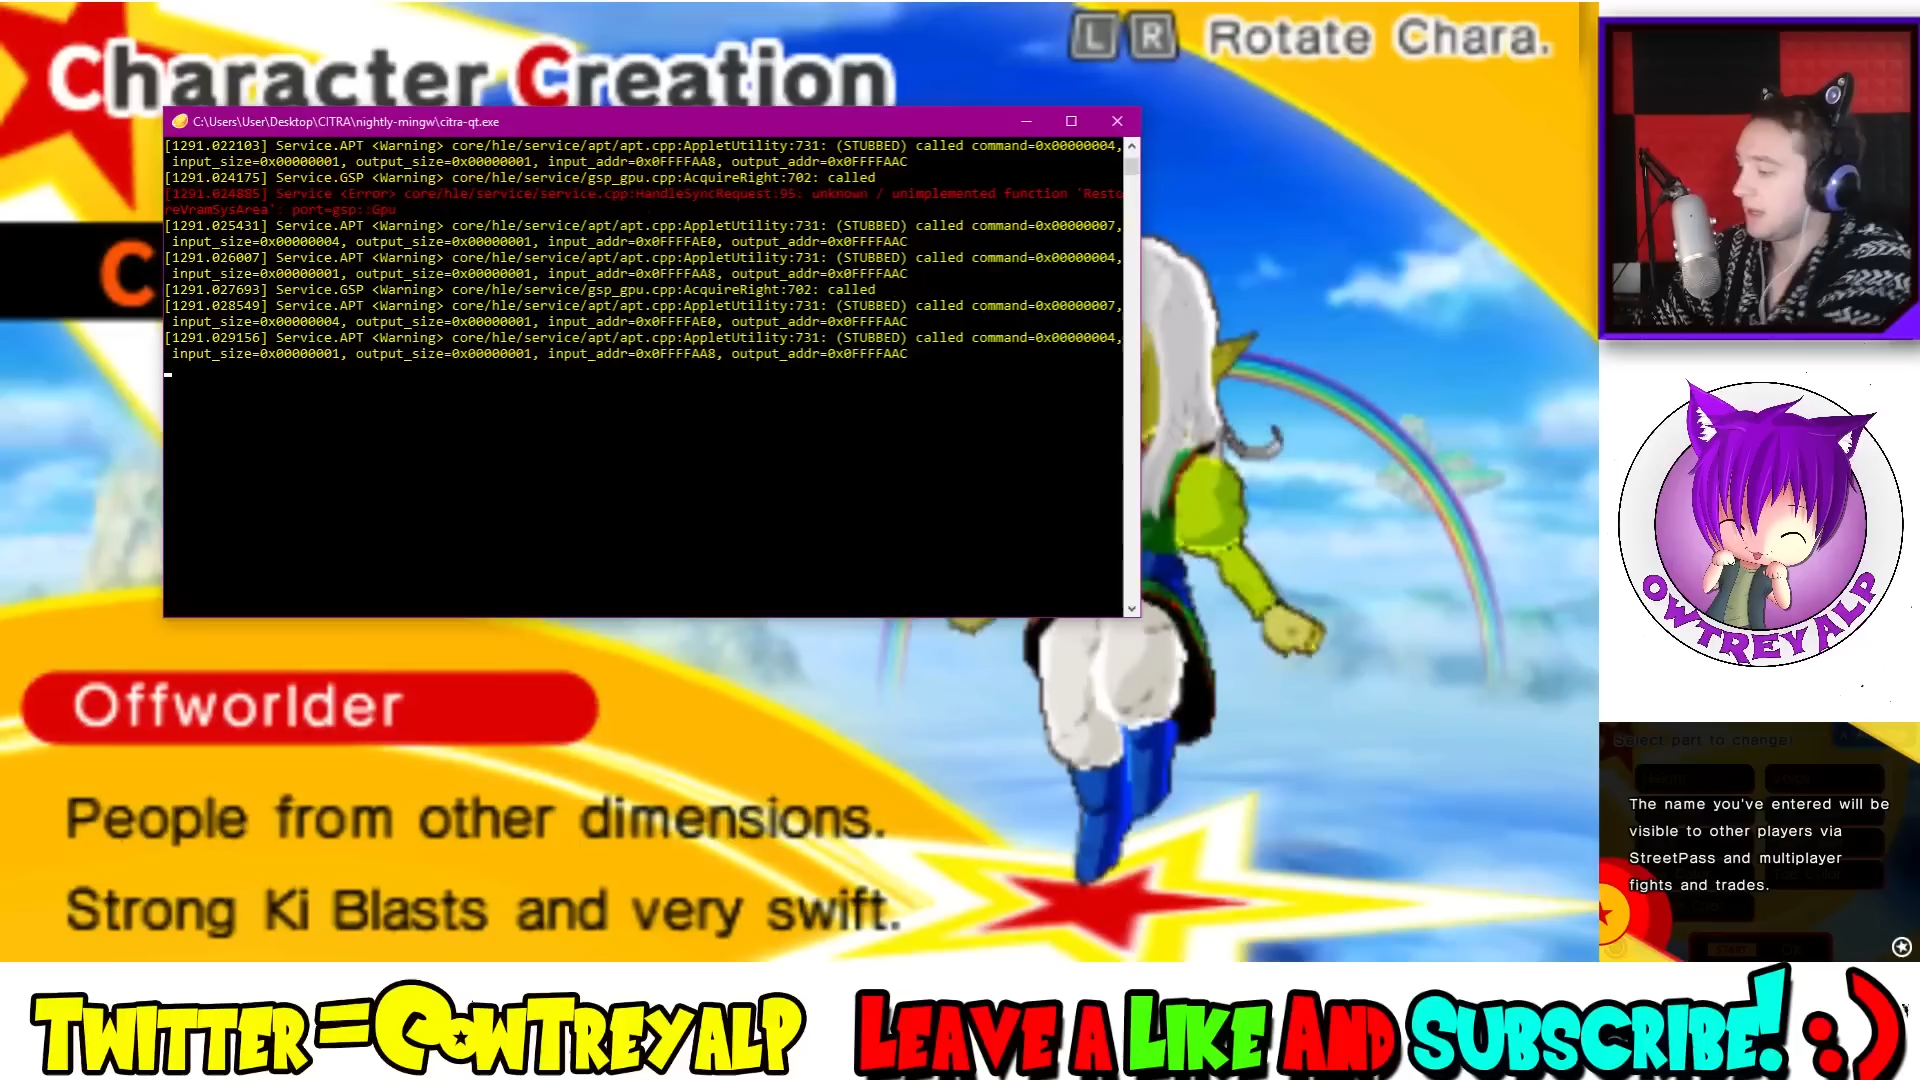 Character Creation
L R Rotate Chara.
C:\Users\User\Desktop\CITRA\nightly-mingw\citra-qt.exe
[1291.022103] Service.APT <Warning> core/hle/service/apt/apt.cpp:AppletUtility:731: (STUBBED) called command=0x00000004,
input_size=0x00000001, output_size=0x00000001, input_addr=0x0FFFFAA8, output_addr=0x0FFFFAAC
[1291.024175] Service.GSP <Warning> core/hle/service/gsp_gpu.cpp:AcquireRight:702: called
[1291.024885] Service <Error> core/hle/service/service.cpp:HandleSyncRequest:95: unknown / unimplemented function 'Resto
reVramSysArea': port=gsp::Gpu
[1291.025431] Service.APT <Warning> core/hle/service/apt/apt.cpp:AppletUtility:731: (STUBBED) called command=0x00000007,
input_size=0x00000004, output_size=0x00000001, input_addr=0x0FFFFAE0, output_addr=0x0FFFFAAC
[1291.026007] Service.APT <Warning> core/hle/service/apt/apt.cpp:AppletUtility:731: (STUBBED) called command=0x00000004,
input_size=0x00000001, output_size=0x00000001, input_addr=0x0FFFFAA8, output_addr=0x0FFFFAAC
[1291.027693] Service.GSP <Warning> core/hle/service/gsp_gpu.cpp:AcquireRight:702: called
[1291.028549] Service.APT <Warning> core/hle/service/apt/apt.cpp:AppletUtility:731: (STUBBED) called command=0x00000007,
input_size=0x00000004, output_size=0x00000001, input_addr=0x0FFFFAE0, output_addr=0x0FFFFAAC
[1291.029156] Service.APT <Warning> core/hle/service/apt/apt.cpp:AppletUtility:731: (STUBBED) called command=0x00000004,
input_size=0x00000001, output_size=0x00000001, input_addr=0x0FFFFAA8, output_addr=0x0FFFFAAC
C
Offworlder
People from other dimensions.
Strong Ki Blasts and very swift.
OWTREYALP
Select part to change!
The name you've entered will be
visible to other players via
StreetPass and multiplayer
fights and trades.
TWITTER=@OWTREYALP
LEAVE A LIKE AND SUBSCRIBE! :)